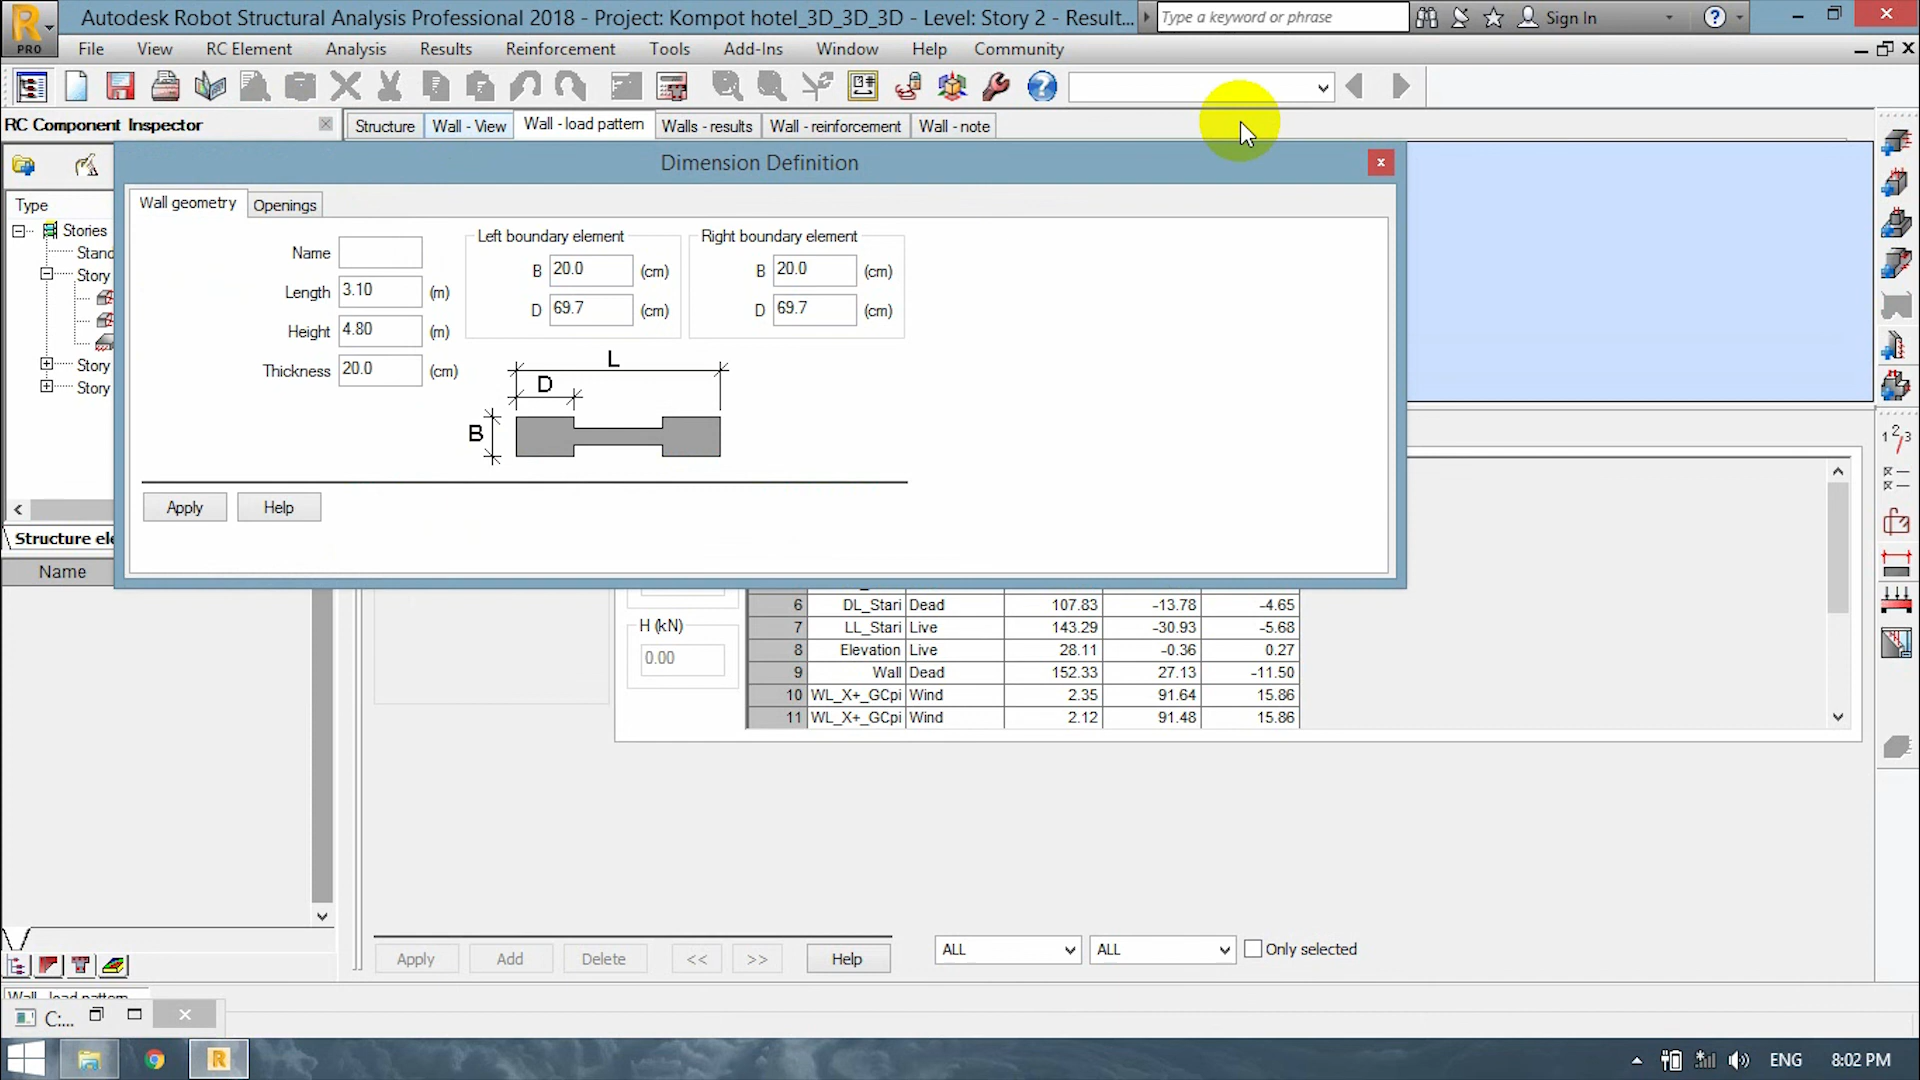 Autodesk Robot Structural Analysis Professional 2018 - Project: Kompot hotel_3D_3D_3D - Level: Story 2 - Result...
Type a keyword or phrase
Sign In
PRO
File View RC Element Analysis Results Reinforcement Tools Add-Ins Window Help Community
RC Component Inspector
Structure Wall - View Wall - load pattern Walls - results Wall - reinforcement Wall - note
Dimension Definition
Wall geometry Openings
Type
Stories
Stand
Story
Story
Story
Name
Length 3.10 (m)
Height 4.80 (m)
Thickness 20.0 (cm)
Left boundary element
B 20.0 (cm)
D 69.7 (cm)
Right boundary element
B 20.0 (cm)
D 69.7 (cm)
L
D
B
Apply Help
Structure ele
Name
H (kN)
0.00
6 DL_Stari Dead 107.83 -13.78 -4.65
7 LL_Stari Live 143.29 -30.93 -5.68
8 Elevation Live 28.11 -0.36 0.27
9 Wall Dead 152.33 27.13 -11.50
10 WL_X+_GCpi Wind 2.35 91.64 15.86
11 WL_X+_GCpi Wind 2.12 91.48 15.86
Apply Add Delete << >> Help
ALL ALL Only selected
Wall - load pattern
C:...
ENG 8:02 PM